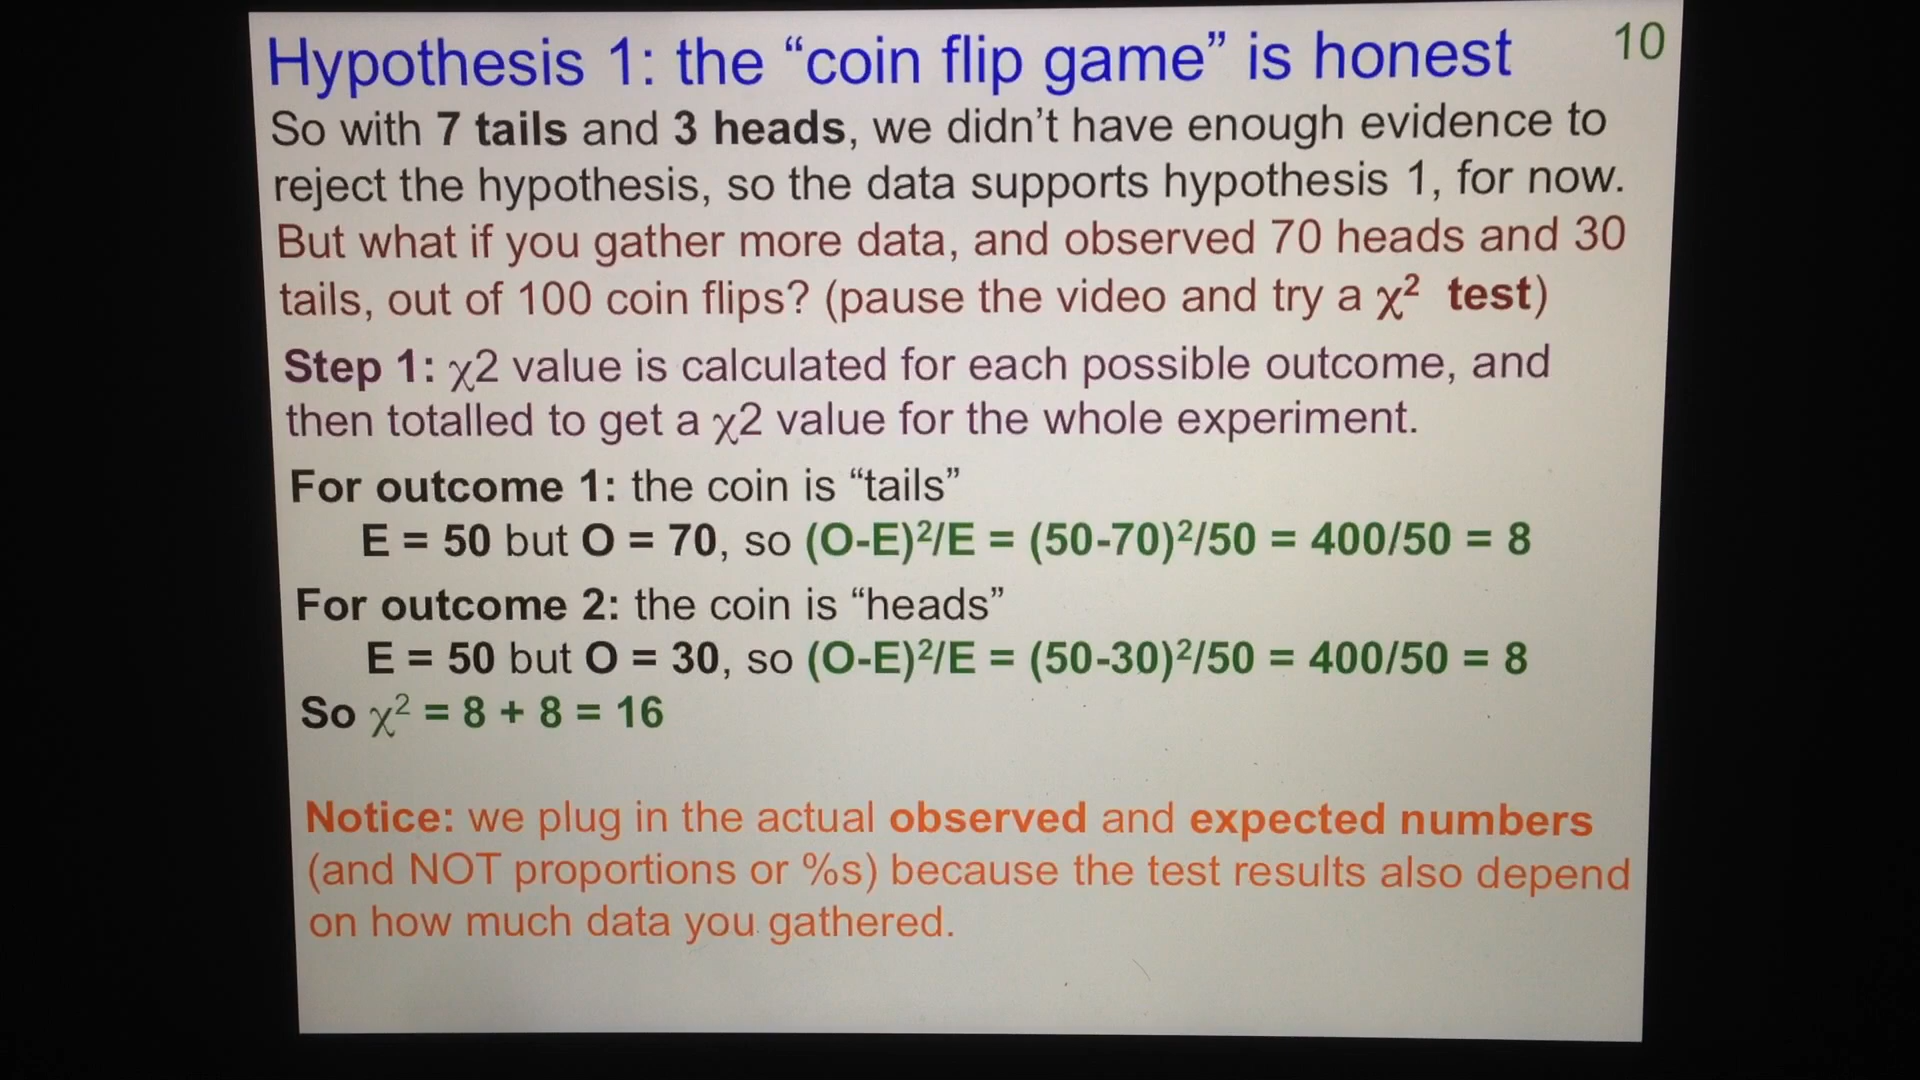 Hypothesis 1: the “coin flip game” is honest 10
So with 7 tails and 3 heads, we didn’t have enough evidence to
reject the hypothesis, so the data supports hypothesis 1, for now.
But what if you gather more data, and observed 70 heads and 30
tails, out of 100 coin flips? (pause the video and try a χ² test)
Step 1: χ2 value is calculated for each possible outcome, and
then totalled to get a χ2 value for the whole experiment.
For outcome 1: the coin is “tails”
E = 50 but O = 70, so (O-E)²/E = (50-70)²/50 = 400/50 = 8
For outcome 2: the coin is “heads”
E = 50 but O = 30, so (O-E)²/E = (50-30)²/50 = 400/50 = 8
So χ² = 8 + 8 = 16
Notice: we plug in the actual observed and expected numbers
(and NOT proportions or %s) because the test results also depend
on how much data you gathered.